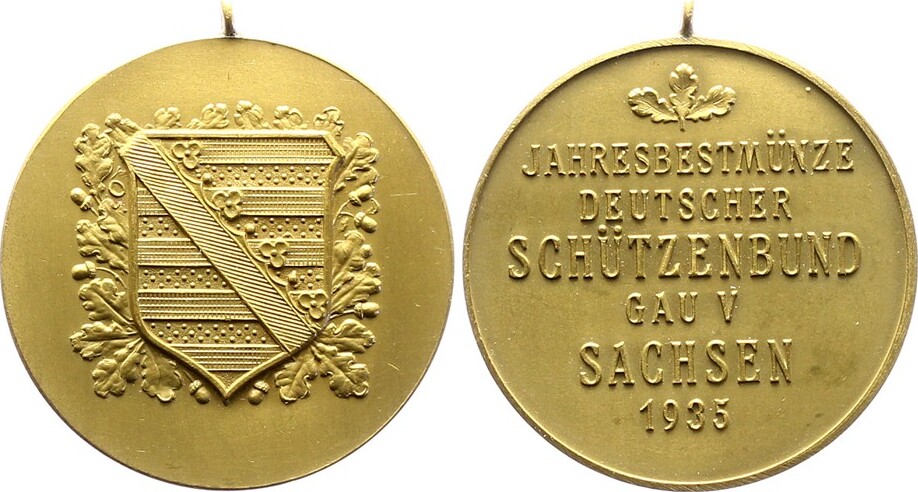 JAHRESBESTMÜNZE
DEUTSCHER
SCHÜTZENBUND
GAU V
SACHSEN
1935